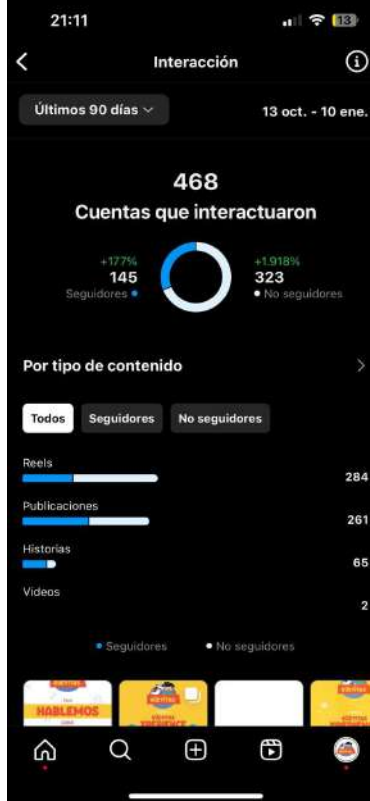 21:11
13
Interacción
Últimos 90 días
13 oct. - 10 ene.
468
Cuentas que interactuaron
+177%
145
Seguidores
+1.918%
323
No seguidores
Por tipo de contenido
Todos Seguidores No seguidores
Reels
284
Publicaciones
261
Historias
65
Videos
2
Seguidores No seguidores
HABLEMOS